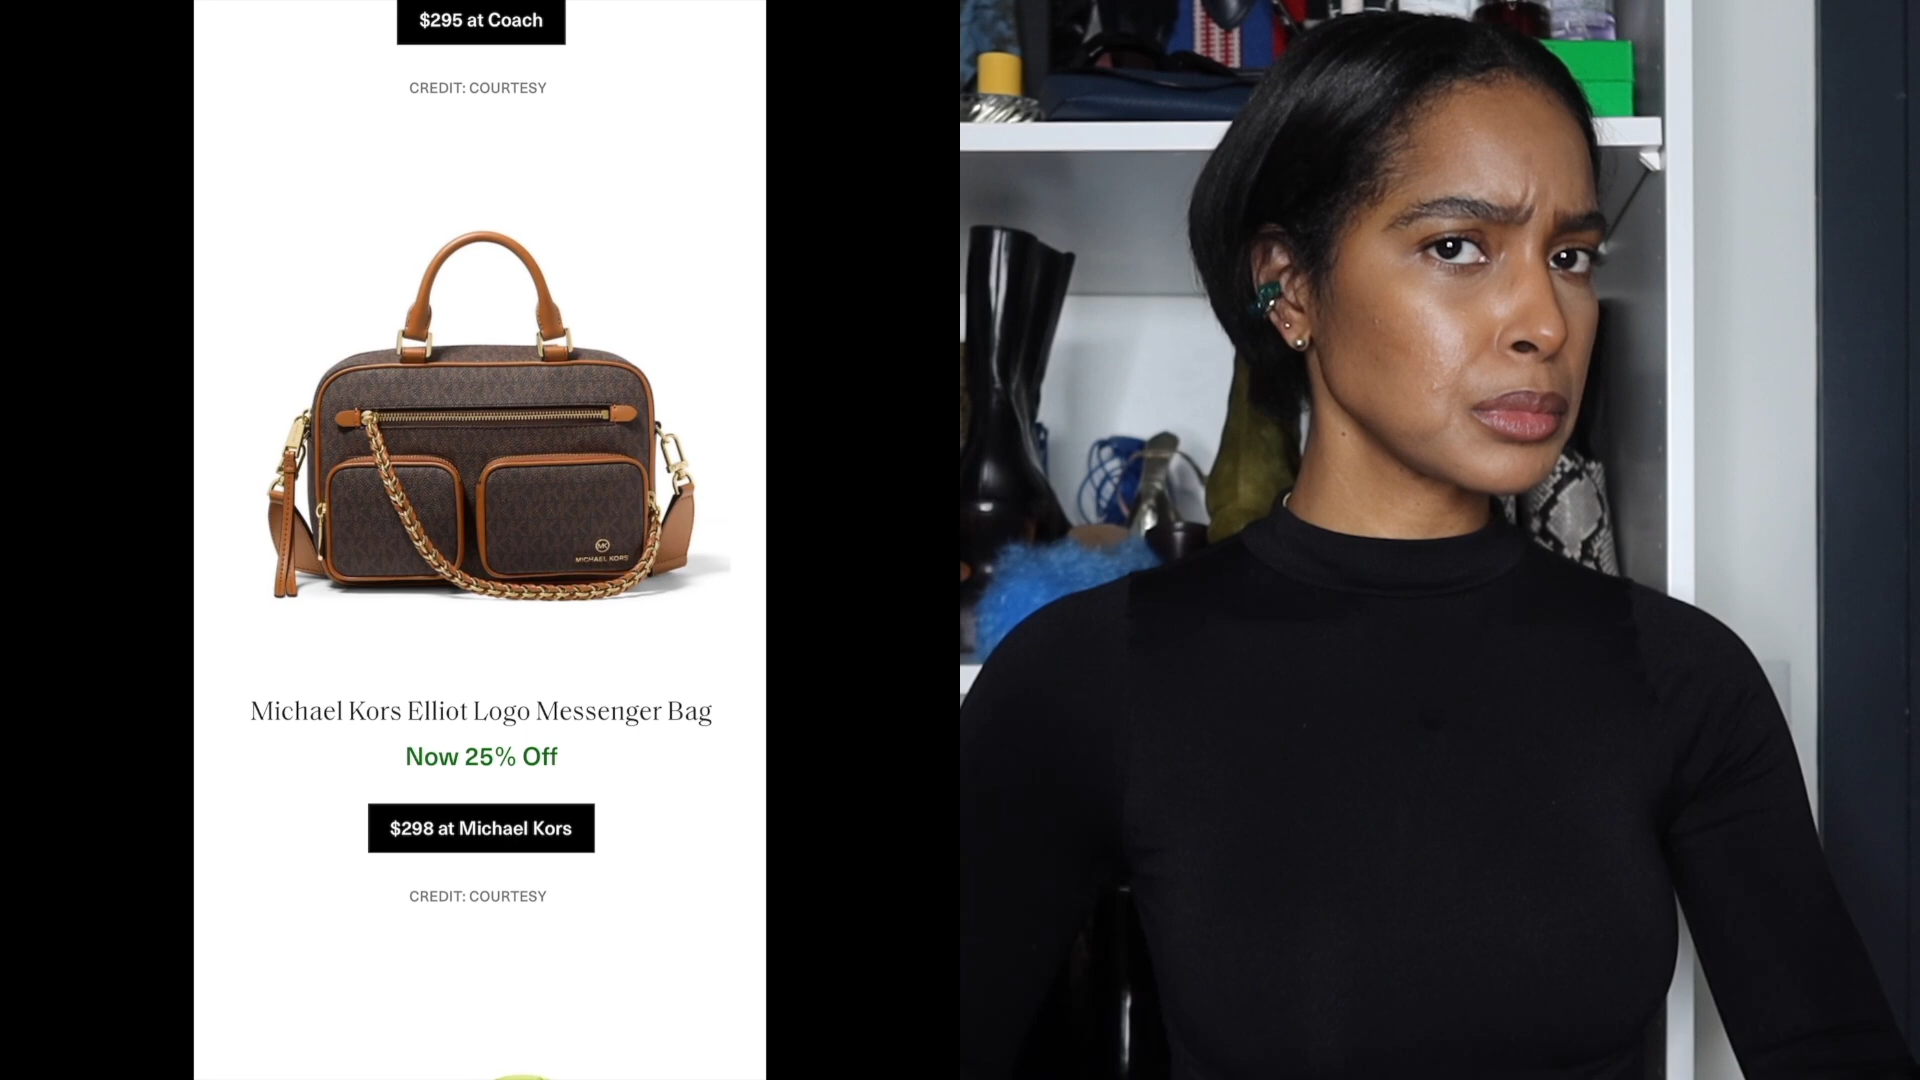 $295 at Coach
CREDIT: COURTESY
MK
MICHAEL KORS
Michael Kors Elliot Logo Messenger Bag
Now 25% Off
$298 at Michael Kors
CREDIT: COURTESY